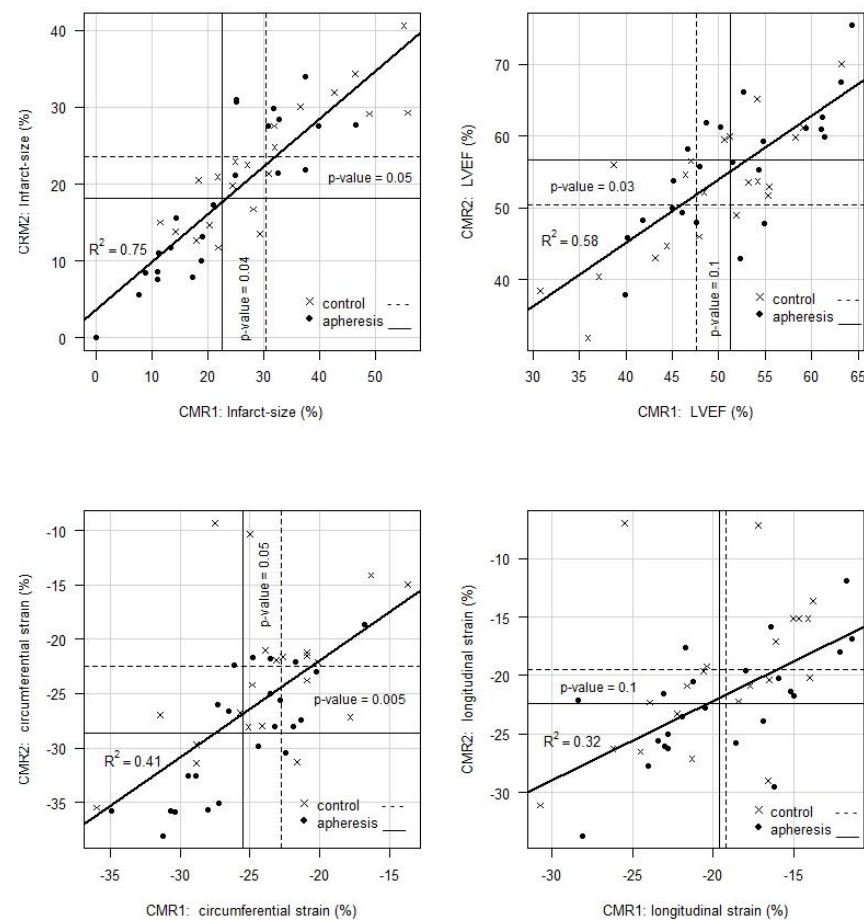 CRM2: Infarct-size (%)
40
30
20
10
0
p-value = 0.05
R² = 0.75
p-value = 0.04
control
apheresis
0 10 20 30 40 50
CMR1: Infarct-size (%)
CMR2: LVEF (%)
70
60
50
40
p-value = 0.03
R² = 0.58
p-value = 0.1
control
apheresis
30 35 40 45 50 55 60 65
CMR1: LVEF (%)
CMR2: circumferential strain (%)
-10
-15
-20
-25
-30
-35
p-value = 0.05
p-value = 0.005
R² = 0.41
control
apheresis
-35 -30 -25 -20 -15
CMR1: circumferential strain (%)
CMR2: longitudinal strain (%)
-10
-15
-20
-25
-30
p-value = 0.1
R² = 0.32
control
apheresis
-30 -25 -20 -15
CMR1: longitudinal strain (%)